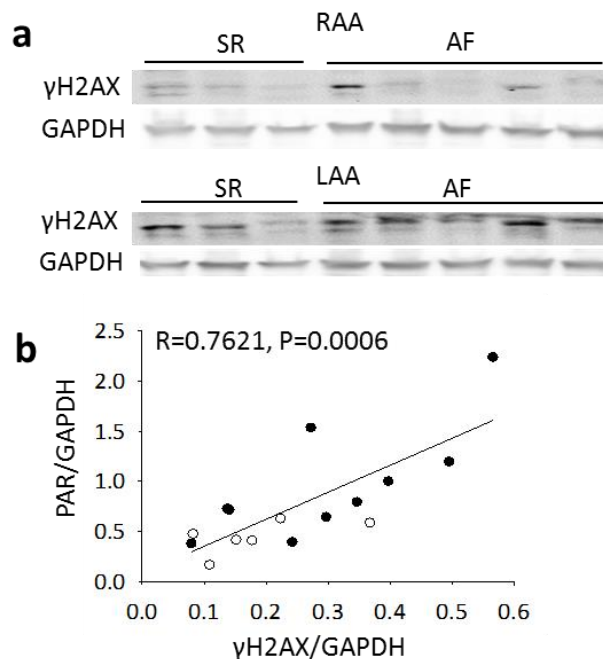 a
RAA
SR AF
γH2AX
GAPDH
LAA
SR AF
γH2AX
GAPDH
b
R=0.7621, P=0.0006
PAR/GAPDH
2.5
2.0
1.5
1.0
0.5
0.0
0.0 0.1 0.2 0.3 0.4 0.5 0.6
γH2AX/GAPDH